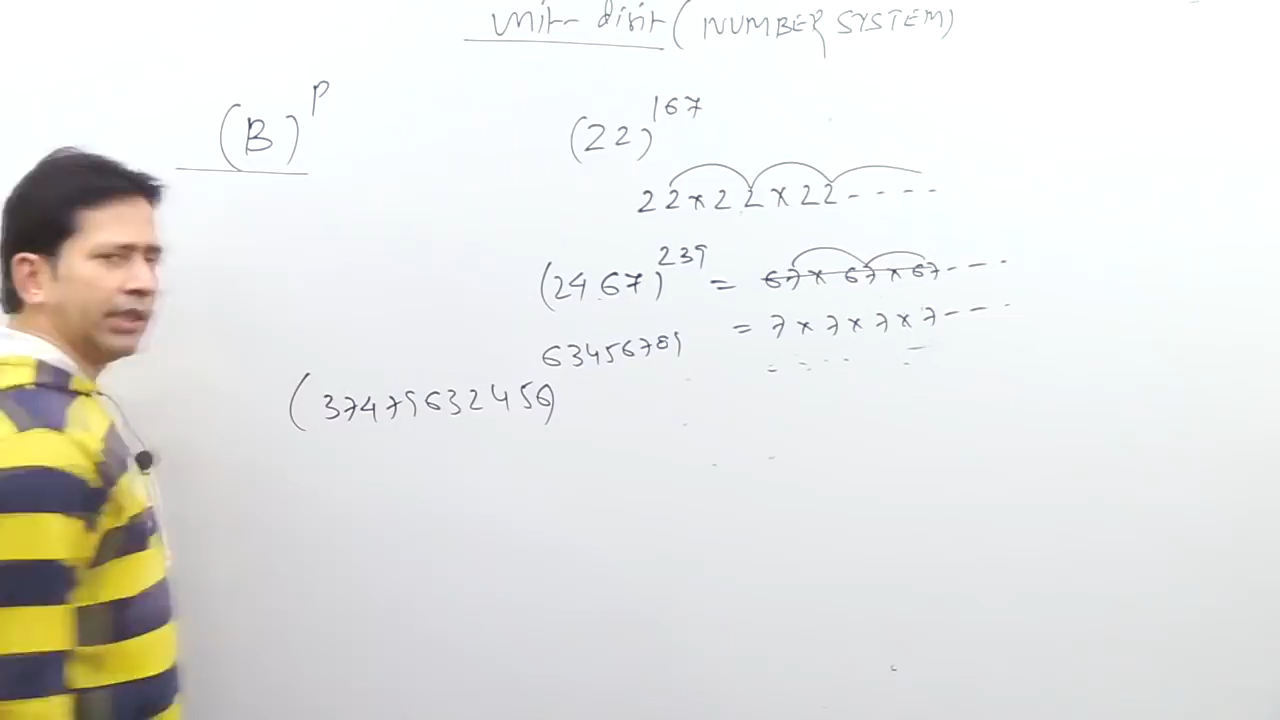 unit digit (NUMBER SYSTEM)
(B)^P
(22)^167
22 x 22 x 22 - - - -
(2467)^239 = 67 x 67 x 67 - - -
= 7 x 7 x 7 x 7 - - -
(37479632456)^63456789